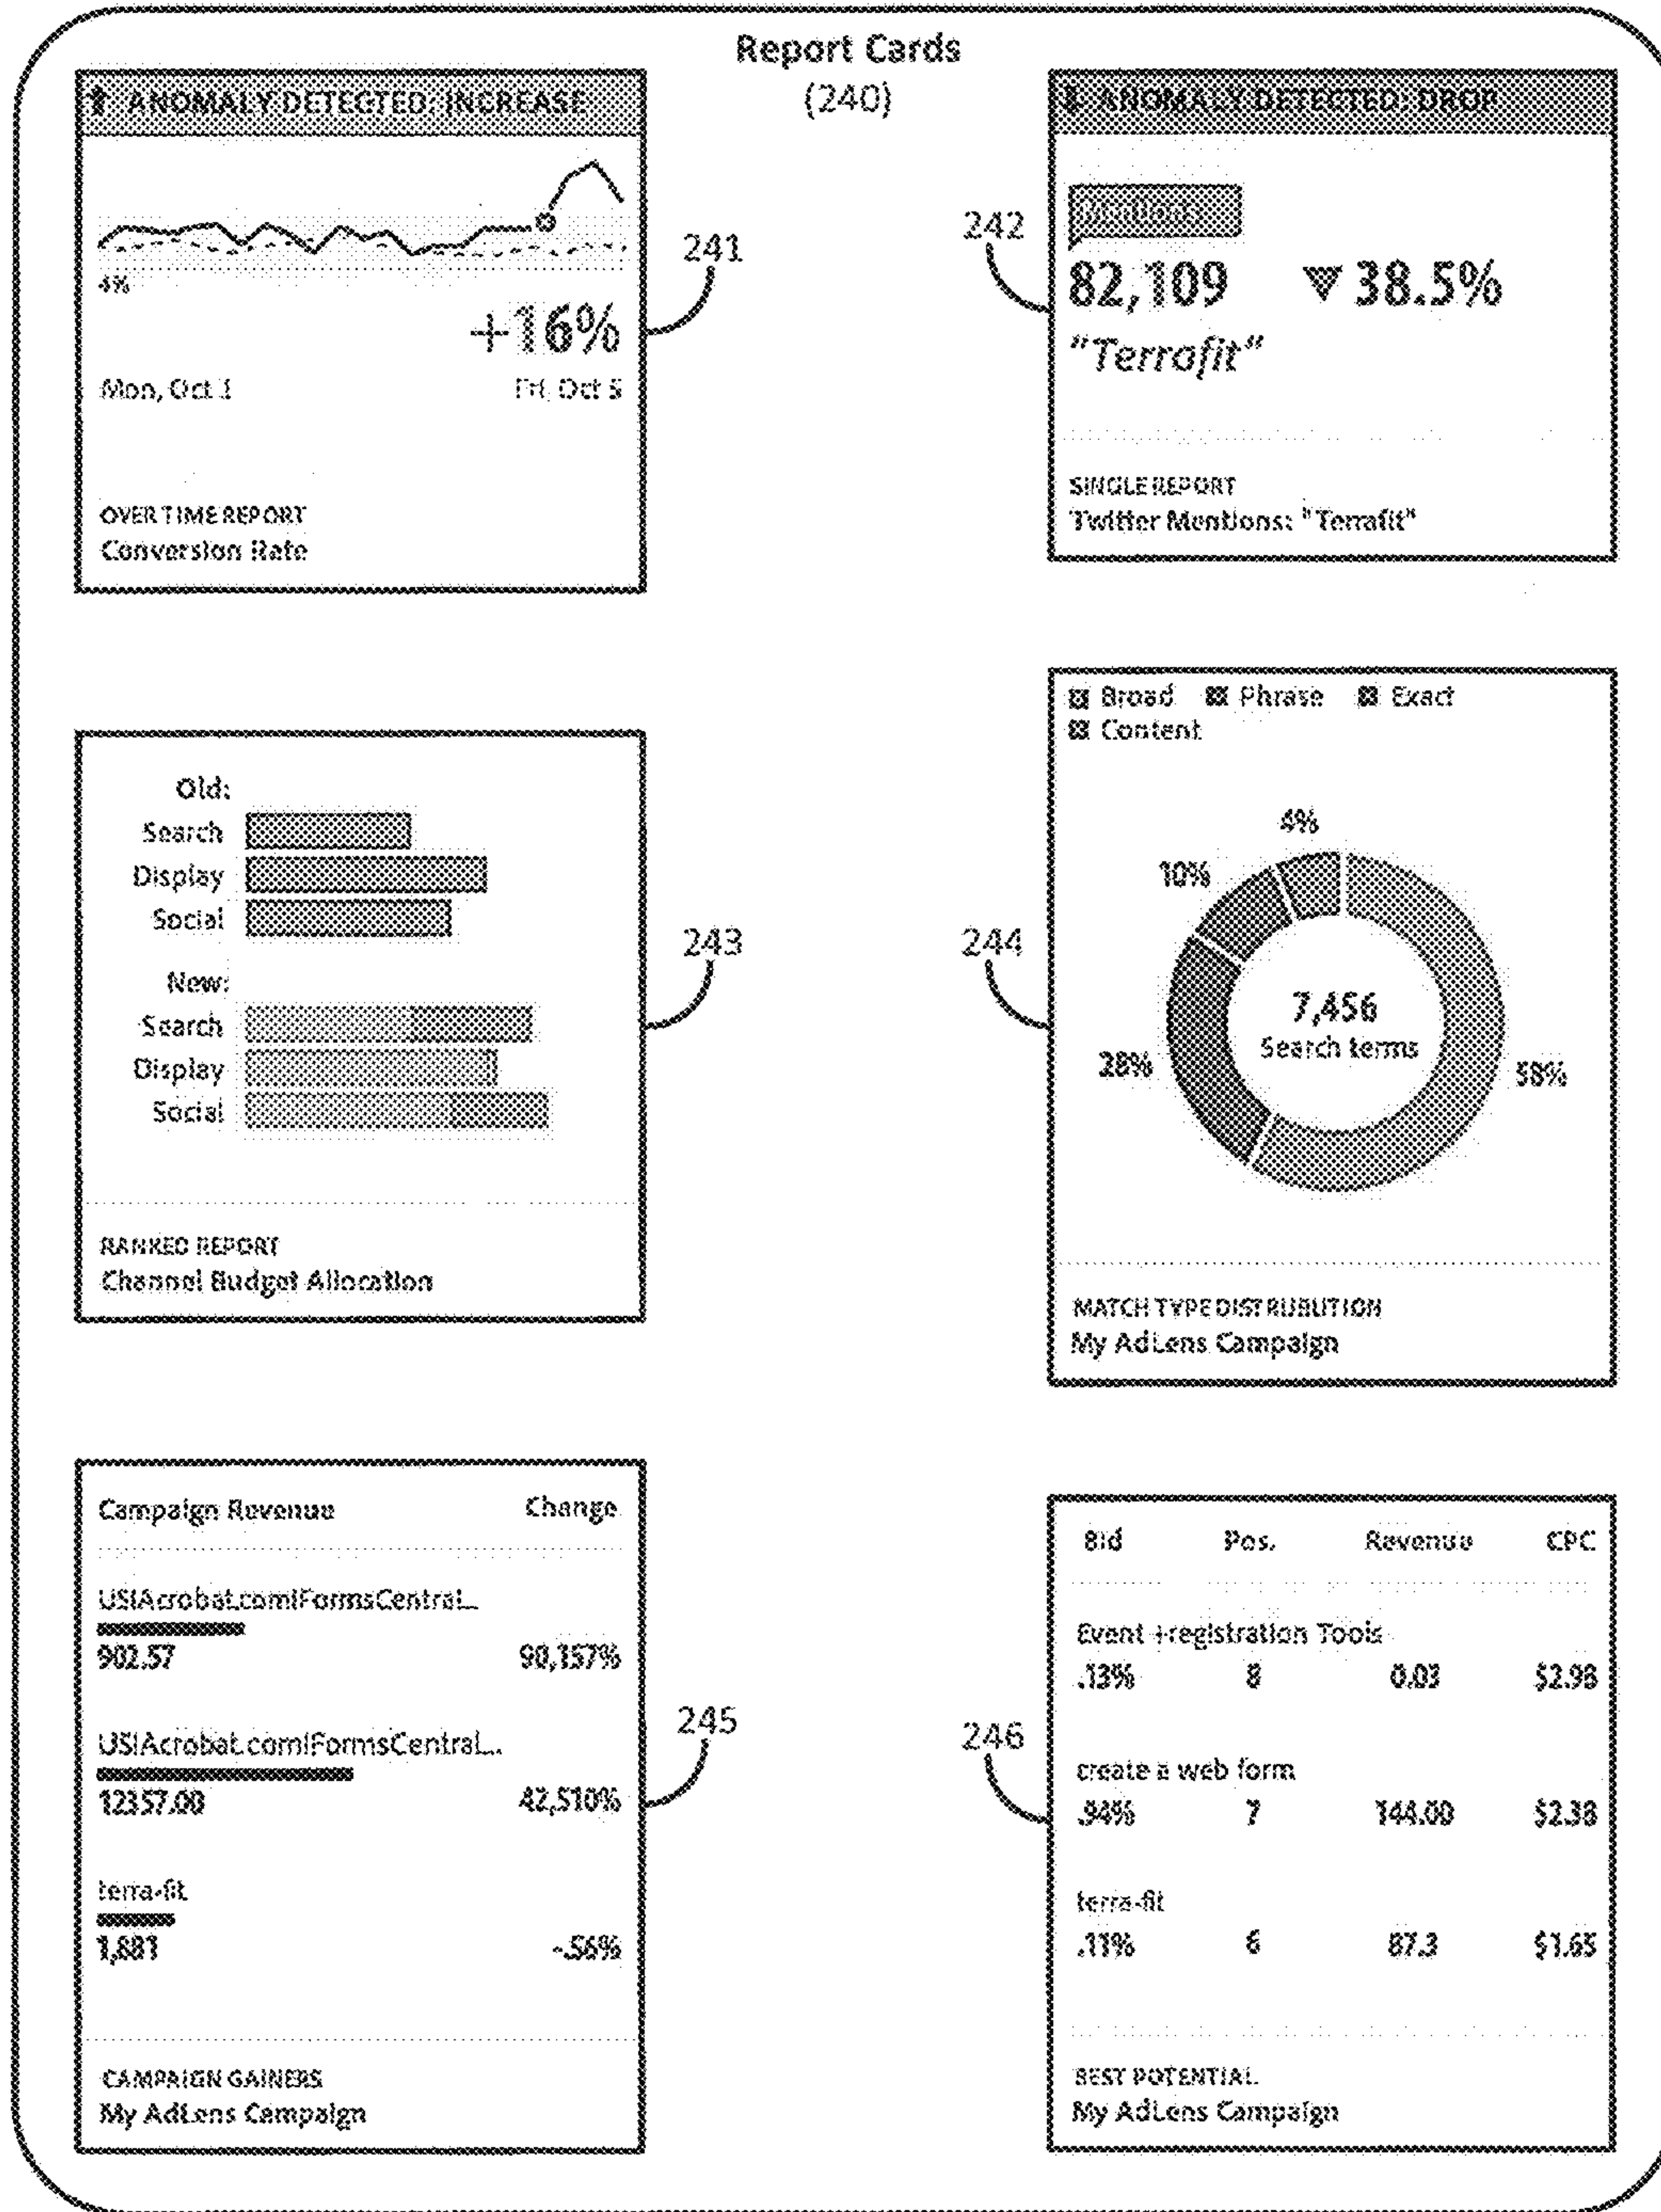 Report Cards
(240)
ANOMALY DETECTED: INCREASE
4%
+16%
Mon, Oct 1
Fri, Oct 5
OVER TIME REPORT
Conversion Rate
241
ANOMALY DETECTED: DROP
Mentions
82,109 ▼ 38.5%
"Terrafit"
SINGLE REPORT
Twitter Mentions: "Terrafit"
242
Old:
Search
Display
Social
New:
Search
Display
Social
RANKED REPORT
Channel Budget Allocation
243
Broad Phrase Exact
Content
4%
10%
28%
58%
7,456
Search terms
MATCH TYPE DISTRUBUTION
My AdLens Campaign
244
Campaign Revenue Change
US|Acrobat.com|FormsCentral...
902.57 90,157%
US|Acrobat.com|FormsCentral...
12357.00 42,510%
terra-fit
1,881 -.56%
CAMPAIGN GAINERS
My AdLens Campaign
245
Bid Pos. Revenue CPC
Event +registration Tools
.13% 8 0.03 $2.98
create a web form
.94% 7 144.00 $2.38
terra-fit
.11% 6 87.3 $1.65
BEST POTENTIAL
My AdLens Campaign
246